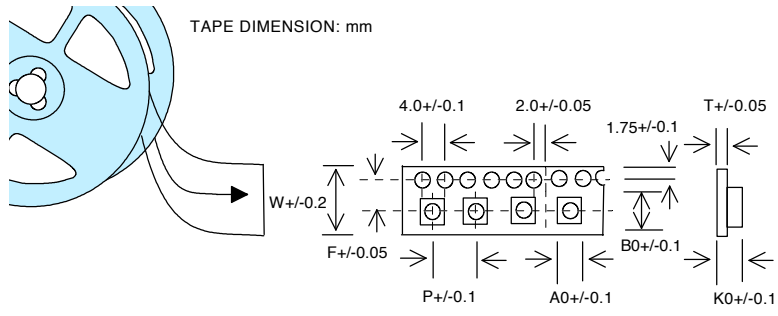 TAPE DIMENSION: mm
4.0+/-0.1
2.0+/-0.05
T+/-0.05
1.75+/-0.1
W+/-0.2
F+/-0.05
B0+/-0.1
P+/-0.1
A0+/-0.1
K0+/-0.1